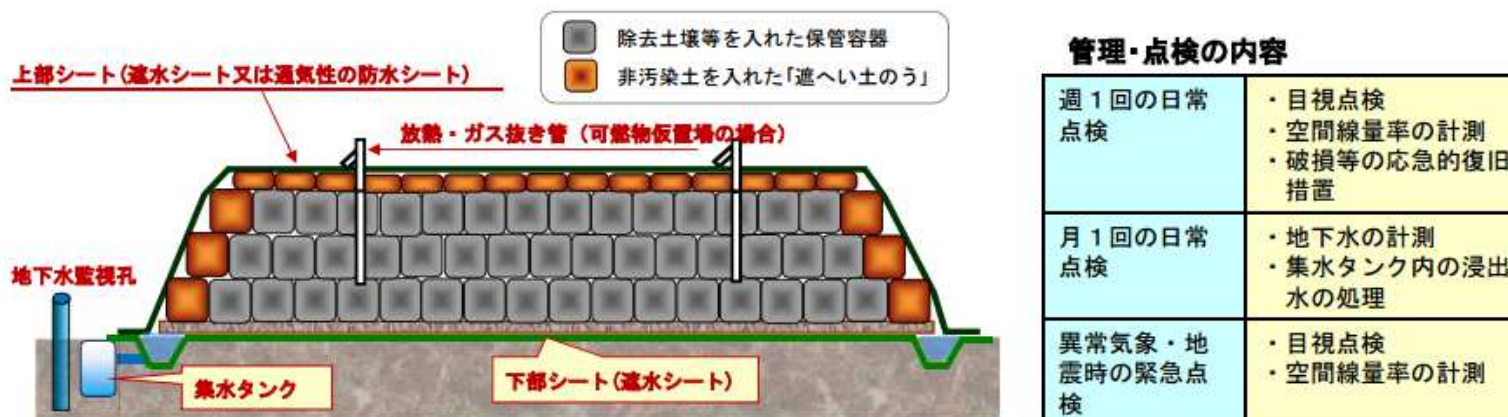 除去土壌等を入れた保管容器
非汚染土を入れた「遮へい土のう」
上部シート(遮水シート又は通気性の防水シート)
放熱・ガス抜き管(可燃物仮置場の場合)
地下水監視孔
集水タンク
下部シート(遮水シート)
管理・点検の内容
週1回の日常
点検
・目視点検
・空間線量率の計測
・破損等の応急的復旧
措置
月1回の日常
点検
・地下水の計測
・集水タンク内の浸出
水の処理
異常気象・地
震時の緊急点
検
・目視点検
・空間線量率の計測